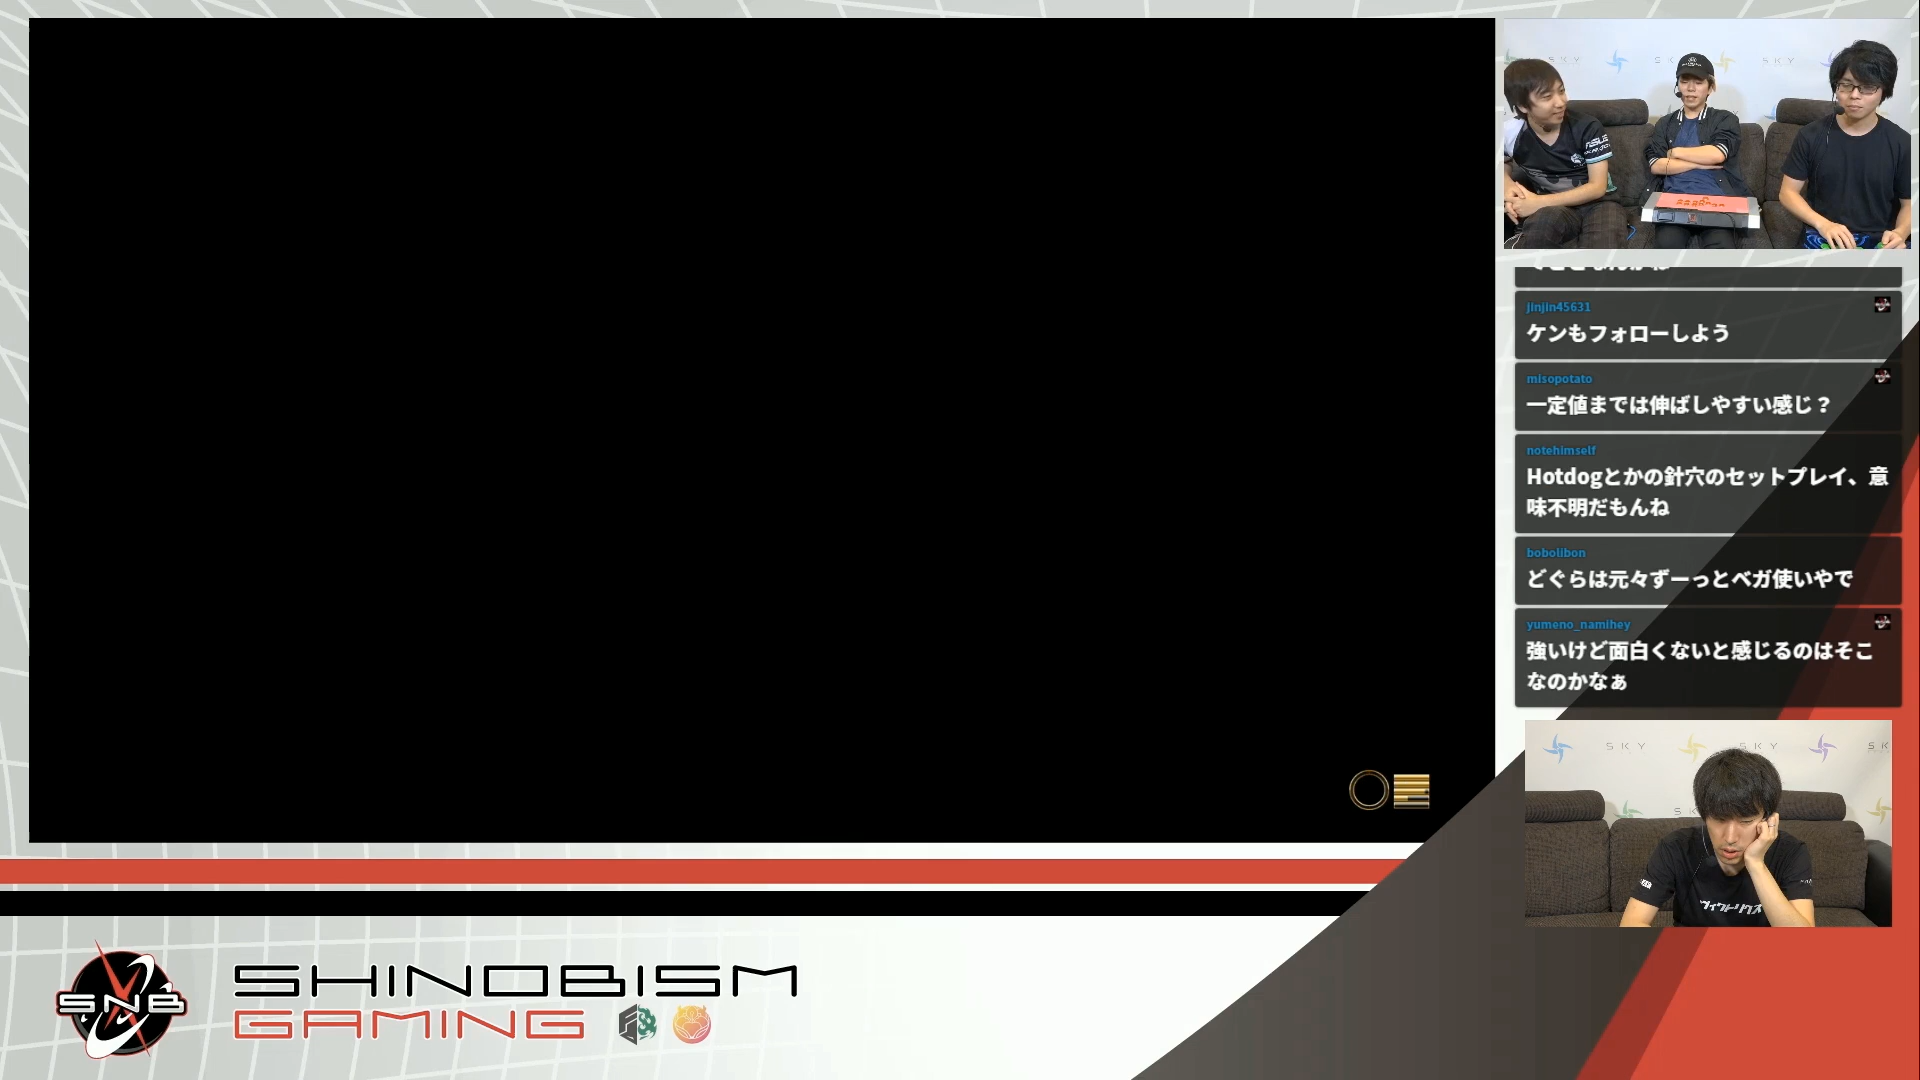 SKY
SKY
SKY
jinjin45631
ケンもフォローしよう
misopotato
一定値までは伸ばしやすい感じ？
notehimself
Hotdogとかの針穴のセットプレイ、意
味不明だもんね
bobolibon
どぐらは元々ずーっとベガ使いやで
yumeno_namihey
強いけど面白くないと感じるのはそこ
なのかなぁ
SKY
SKY
SNB
SHINOBISM
GAMING